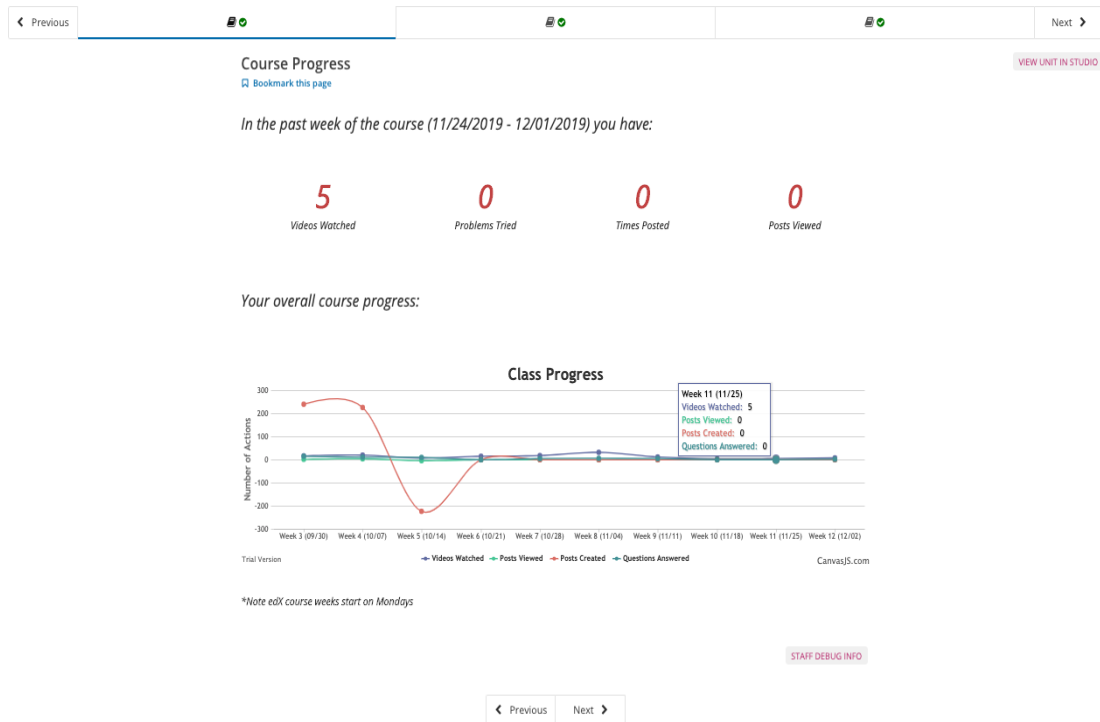 Previous
Next
Course Progress
VIEW UNIT IN STUDIO
Bookmark this page
In the past week of the course (11/24/2019 - 12/01/2019) you have:
5 0 0 0
Videos Watched Problems Tried Times Posted Posts Viewed
Your overall course progress:
Class Progress
Week 11 (11/25)
Videos Watched: 5
Posts Viewed: 0
Posts Created: 0
Questions Answered: 0
Number of Actions
300
200
100
0
-100
-200
-300
Week 3 (09/30) Week 4 (10/07) Week 5 (10/14) Week 6 (10/21) Week 7 (10/28) Week 8 (11/04) Week 9 (11/11) Week 10 (11/18) Week 11 (11/25) Week 12 (12/02)
Trial Version
Videos Watched Posts Viewed Posts Created Questions Answered
CanvasJS.com
*Note edX course weeks start on Mondays
STAFF DEBUG INFO
Previous Next